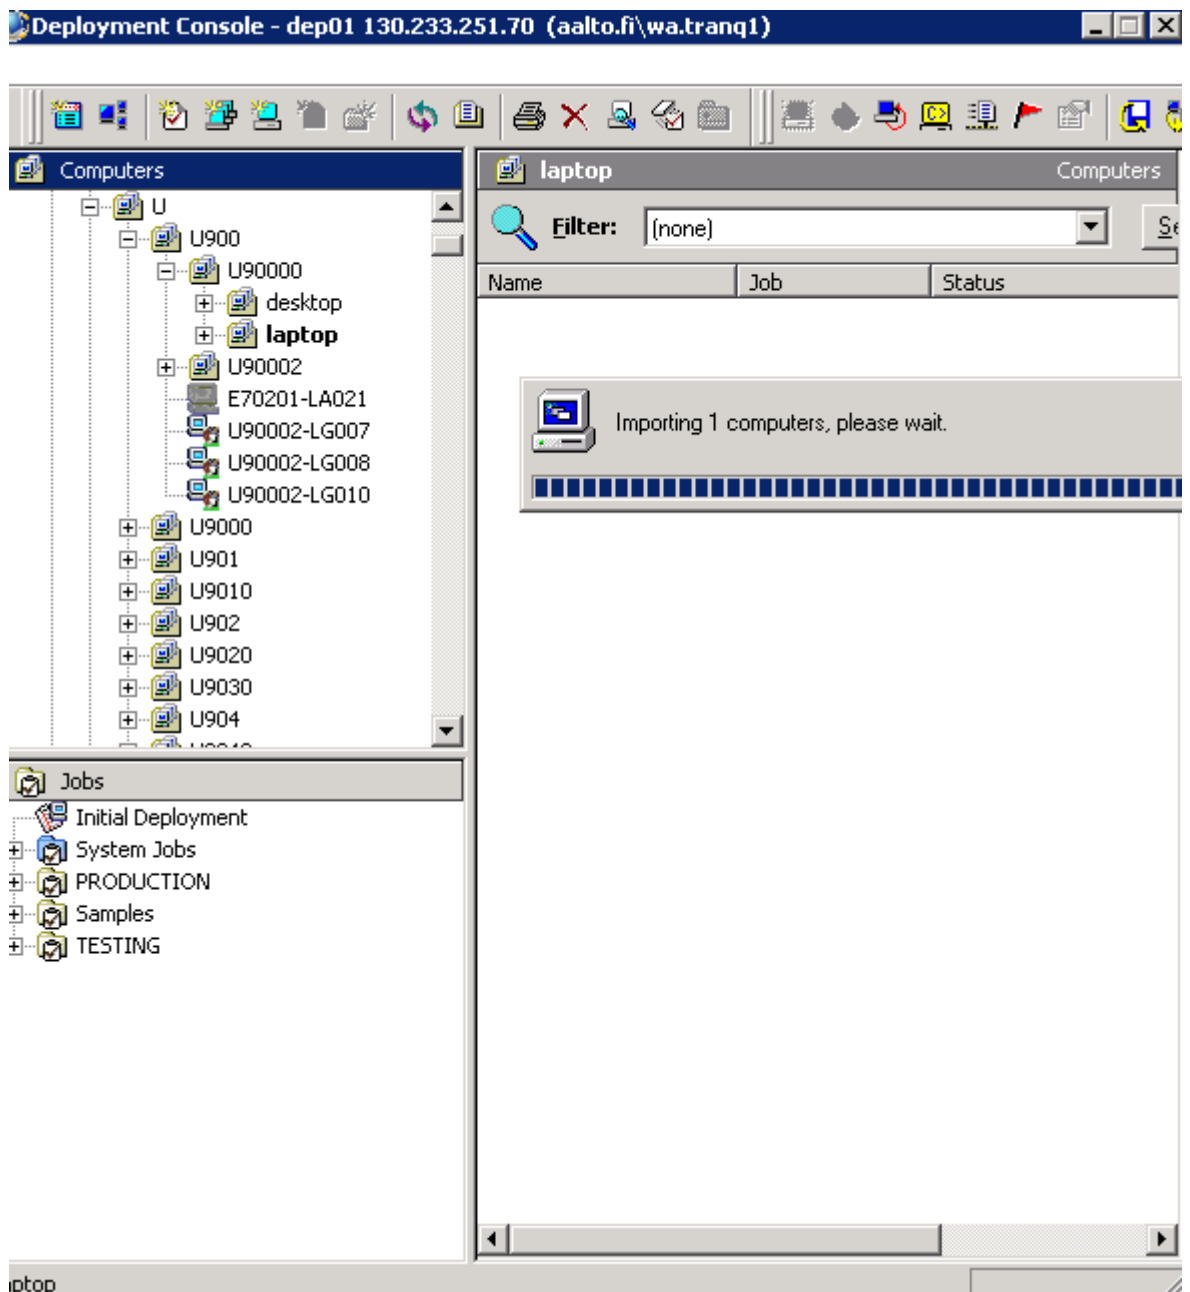 Deployment Console - dep01 130.233.251.70 (aalto.fi\wa.tranq1)
Computers
U
U900
U90000
desktop
laptop
U90002
E70201-LA021
U90002-LG007
U90002-LG008
U90002-LG010
U9000
U901
U9010
U902
U9020
U9030
U904
Jobs
Initial Deployment
System Jobs
PRODUCTION
Samples
TESTING
laptop Computers
Filter: (none)
Name Job Status
Importing 1 computers, please wait.